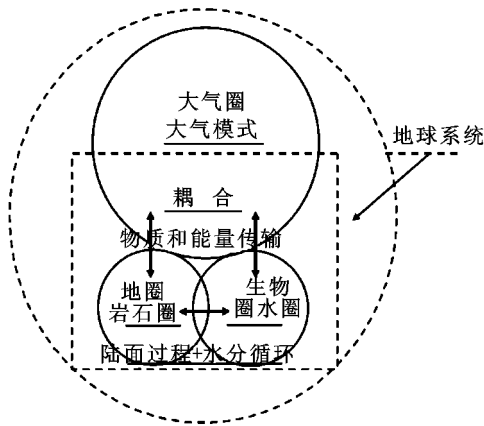 大气圈
大气模式
地球系统
耦 合
物质和能量传输
地圈
岩石圈
生物
圈水圈
陆面过程+水分循环